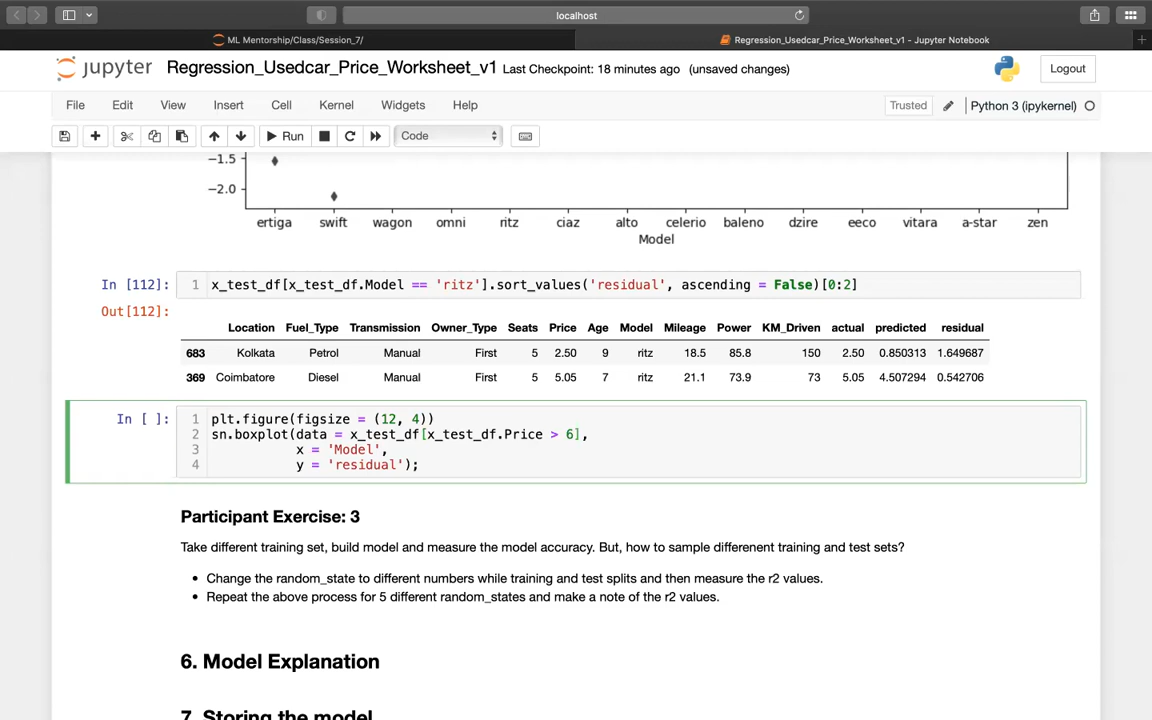 localhost
ML Mentorship/Class/Session_7/
Regression_Usedcar_Price_Worksheet_v1 - Jupyter Notebook
jupyter Regression_Usedcar_Price_Worksheet_v1 Last Checkpoint: 18 minutes ago (unsaved changes) Logout
File Edit View Insert Cell Kernel Widgets Help Trusted Python 3 (ipykernel)
Run Code
−1.5
−2.0
ertiga swift wagon omni ritz ciaz alto celerio baleno dzire eeco vitara a-star zen
Model
In [112]: 1 x_test_df[x_test_df.Model == 'ritz'].sort_values('residual', ascending = False)[0:2]
Out[112]:
Location Fuel_Type Transmission Owner_Type Seats Price Age Model Mileage Power KM_Driven actual predicted residual
683 Kolkata Petrol Manual First 5 2.50 9 ritz 18.5 85.8 150 2.50 0.850313 1.649687
369 Coimbatore Diesel Manual First 5 5.05 7 ritz 21.1 73.9 73 5.05 4.507294 0.542706
In [ ]: 1 plt.figure(figsize = (12, 4))
2 sn.boxplot(data = x_test_df[x_test_df.Price > 6],
3 x = 'Model',
4 y = 'residual');
Participant Exercise: 3
Take different training set, build model and measure the model accuracy. But, how to sample differenent training and test sets?
• Change the random_state to different numbers while training and test splits and then measure the r2 values.
• Repeat the above process for 5 different random_states and make a note of the r2 values.
6. Model Explanation
7. Storing the model